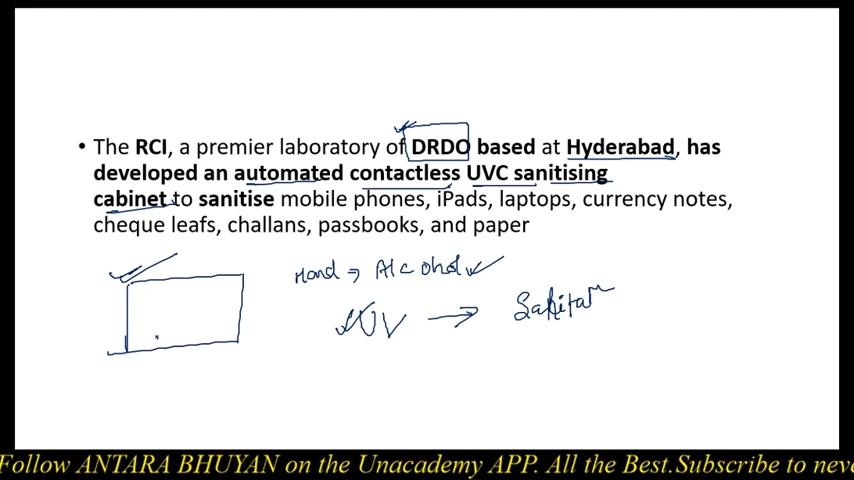 • The RCI, a premier laboratory of DRDO based at Hyderabad, has
developed an automated contactless UVC sanitising
cabinet to sanitise mobile phones, iPads, laptops, currency notes,
cheque leafs, challans, passbooks, and paper
Hand ⇒ Alcohol
UV → Sanitar
Follow ANTARA BHUYAN on the Unacademy APP. All the Best.Subscribe to neve